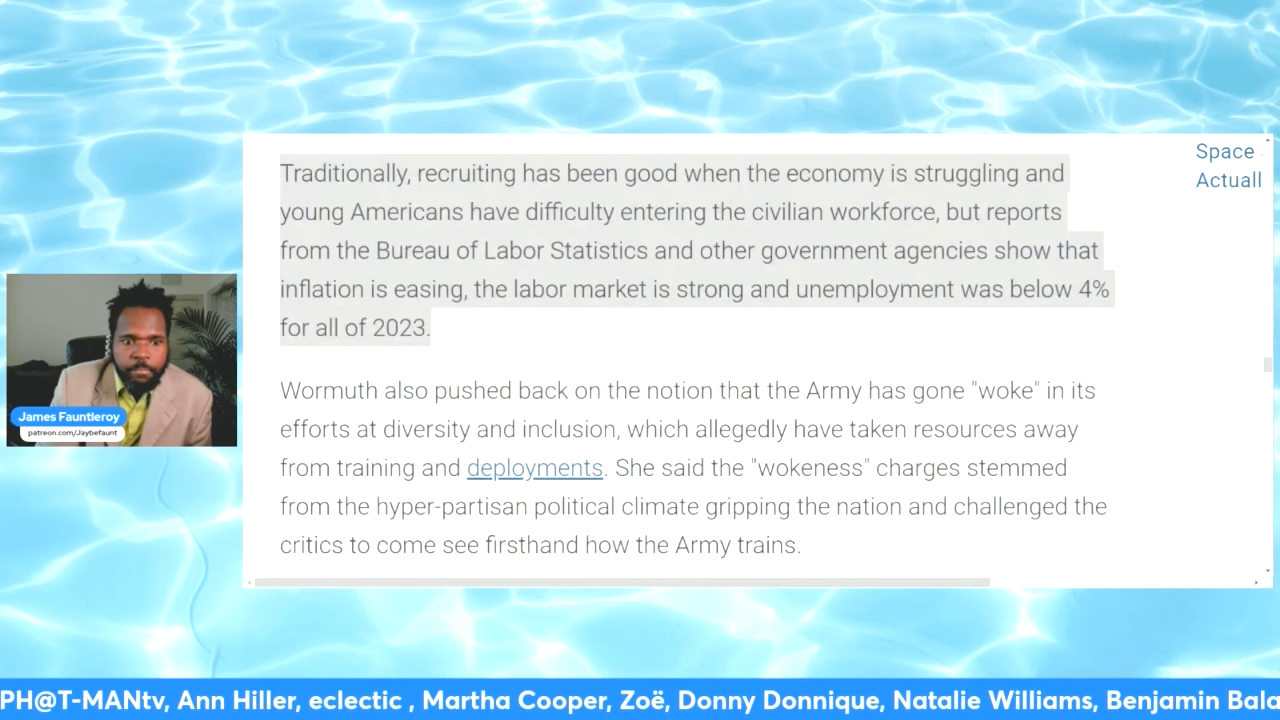 Space
Actuall
Traditionally, recruiting has been good when the economy is struggling and
young Americans have difficulty entering the civilian workforce, but reports
from the Bureau of Labor Statistics and other government agencies show that
inflation is easing, the labor market is strong and unemployment was below 4%
for all of 2023.
Wormuth also pushed back on the notion that the Army has gone "woke" in its
efforts at diversity and inclusion, which allegedly have taken resources away
from training and deployments. She said the "wokeness" charges stemmed
from the hyper-partisan political climate gripping the nation and challenged the
critics to come see firsthand how the Army trains.
James Fauntleroy
patreon.com/Jaybefaunt
PH@T-MANtv, Ann Hiller, eclectic , Martha Cooper, Zoë, Donny Donnique, Natalie Williams, Benjamin Bala